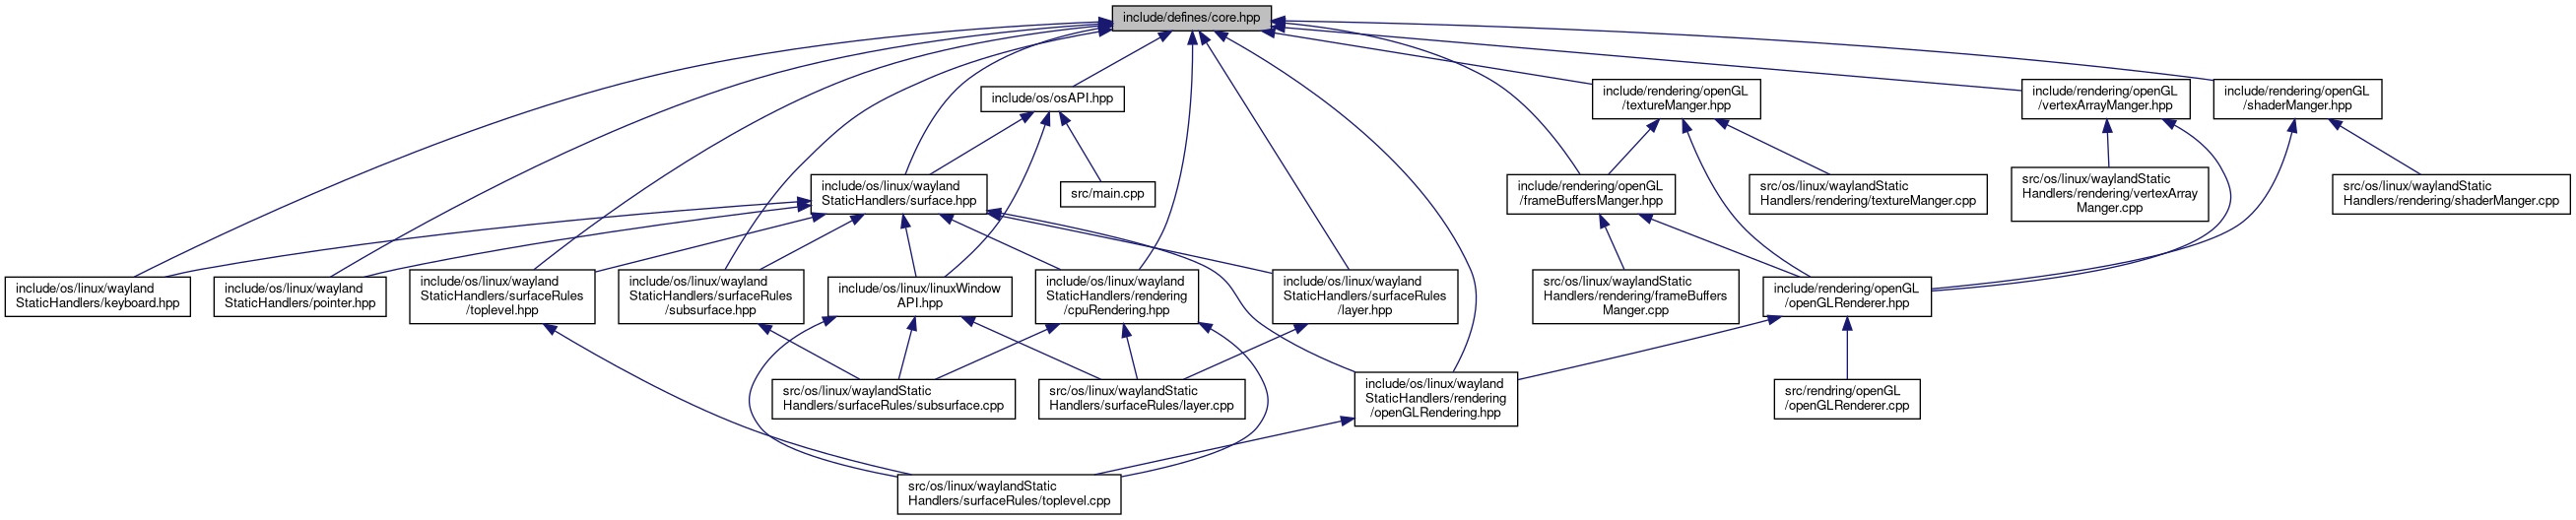 include/defines/core.hpp
include/os/osAPI.hpp
include/rendering/openGL
/textureManger.hpp
include/rendering/openGL
/vertexArrayManger.hpp
include/rendering/openGL
/shaderManger.hpp
include/os/linux/wayland
StaticHandlers/surface.hpp
src/main.cpp
include/rendering/openGL
/frameBuffersManger.hpp
src/os/linux/waylandStatic
Handlers/rendering/textureManger.cpp
src/os/linux/waylandStatic
Handlers/rendering/vertexArray
Manger.cpp
src/os/linux/waylandStatic
Handlers/rendering/shaderManger.cpp
include/os/linux/wayland
StaticHandlers/keyboard.hpp
include/os/linux/wayland
StaticHandlers/pointer.hpp
include/os/linux/wayland
StaticHandlers/surfaceRules
/toplevel.hpp
include/os/linux/wayland
StaticHandlers/surfaceRules
/subsurface.hpp
include/os/linux/linuxWindow
API.hpp
include/os/linux/wayland
StaticHandlers/rendering
/cpuRendering.hpp
include/os/linux/wayland
StaticHandlers/surfaceRules
/layer.hpp
src/os/linux/waylandStatic
Handlers/rendering/frameBuffers
Manger.cpp
include/rendering/openGL
/openGLRenderer.hpp
src/os/linux/waylandStatic
Handlers/surfaceRules/subsurface.cpp
src/os/linux/waylandStatic
Handlers/surfaceRules/layer.cpp
include/os/linux/wayland
StaticHandlers/rendering
/openGLRendering.hpp
src/rendring/openGL
/openGLRenderer.cpp
src/os/linux/waylandStatic
Handlers/surfaceRules/toplevel.cpp